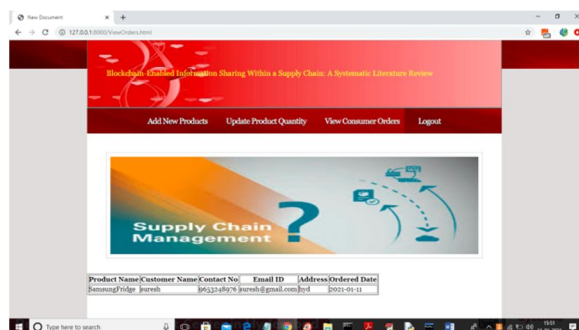 New Document
127.0.0.1:8000/ViewOrders.html
Blockchain-Enabled Information Sharing Within a Supply Chain: A Systematic Literature Review
Add New Products Update Product Quantity View Consumer Orders Logout
Supply Chain
Management
?
Product Name Customer Name Contact No Email ID Address Ordered Date
SamsungFridge suresh 9653248976 suresh@gmail.com hyd 2021-01-11
Type here to search
15:01